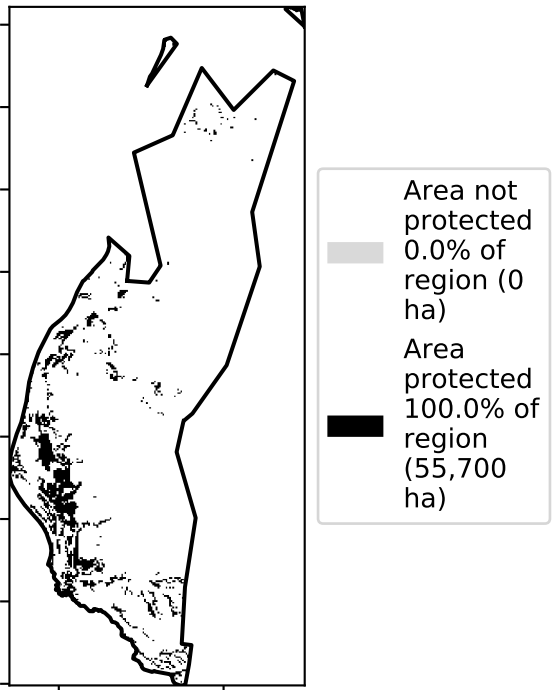 Area not
protected
0.0% of
region (0
ha)
Area
protected
100.0% of
region
(55,700
ha)